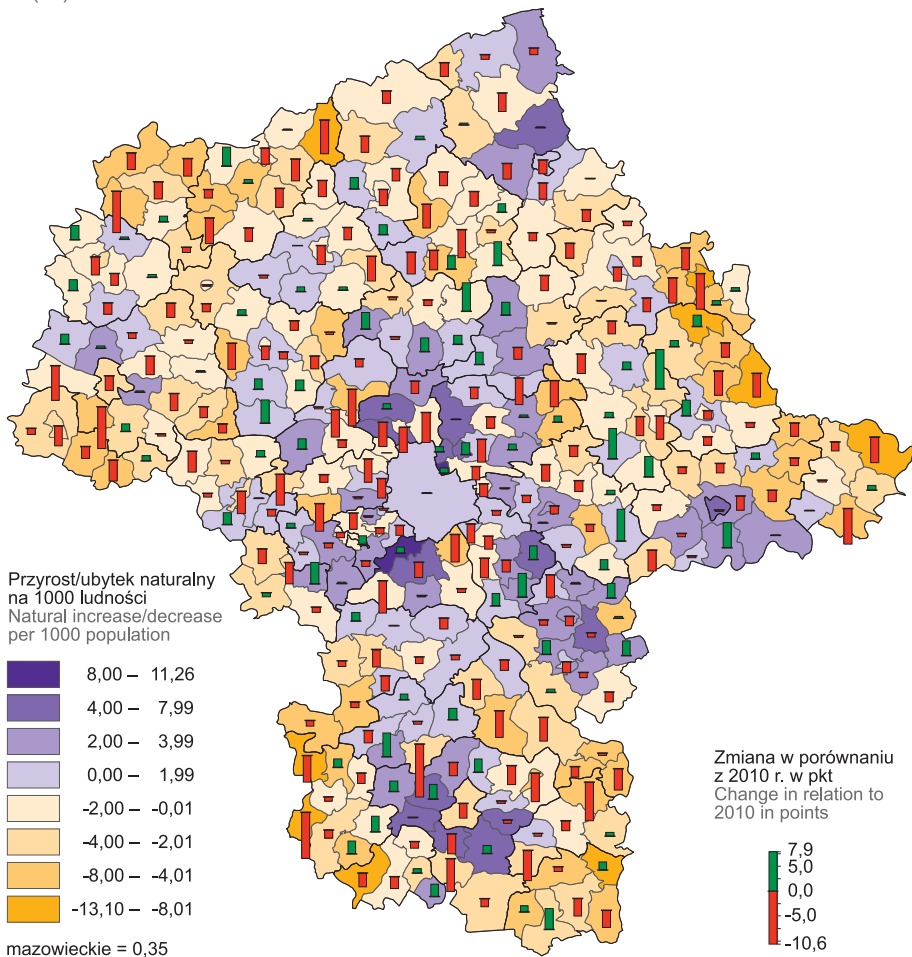 Przyrost/ubytek naturalny
na 1000 ludności
Natural increase/decrease
per 1000 population
8,00 – 11,26
4,00 – 7,99
2,00 – 3,99
0,00 – 1,99
-2,00 – -0,01
-4,00 – -2,01
-8,00 – -4,01
-13,10 – -8,01
mazowieckie = 0,35
Zmiana w porównaniu
z 2010 r. w pkt
Change in relation to
2010 in points
7,9
5,0
0,0
-5,0
-10,6